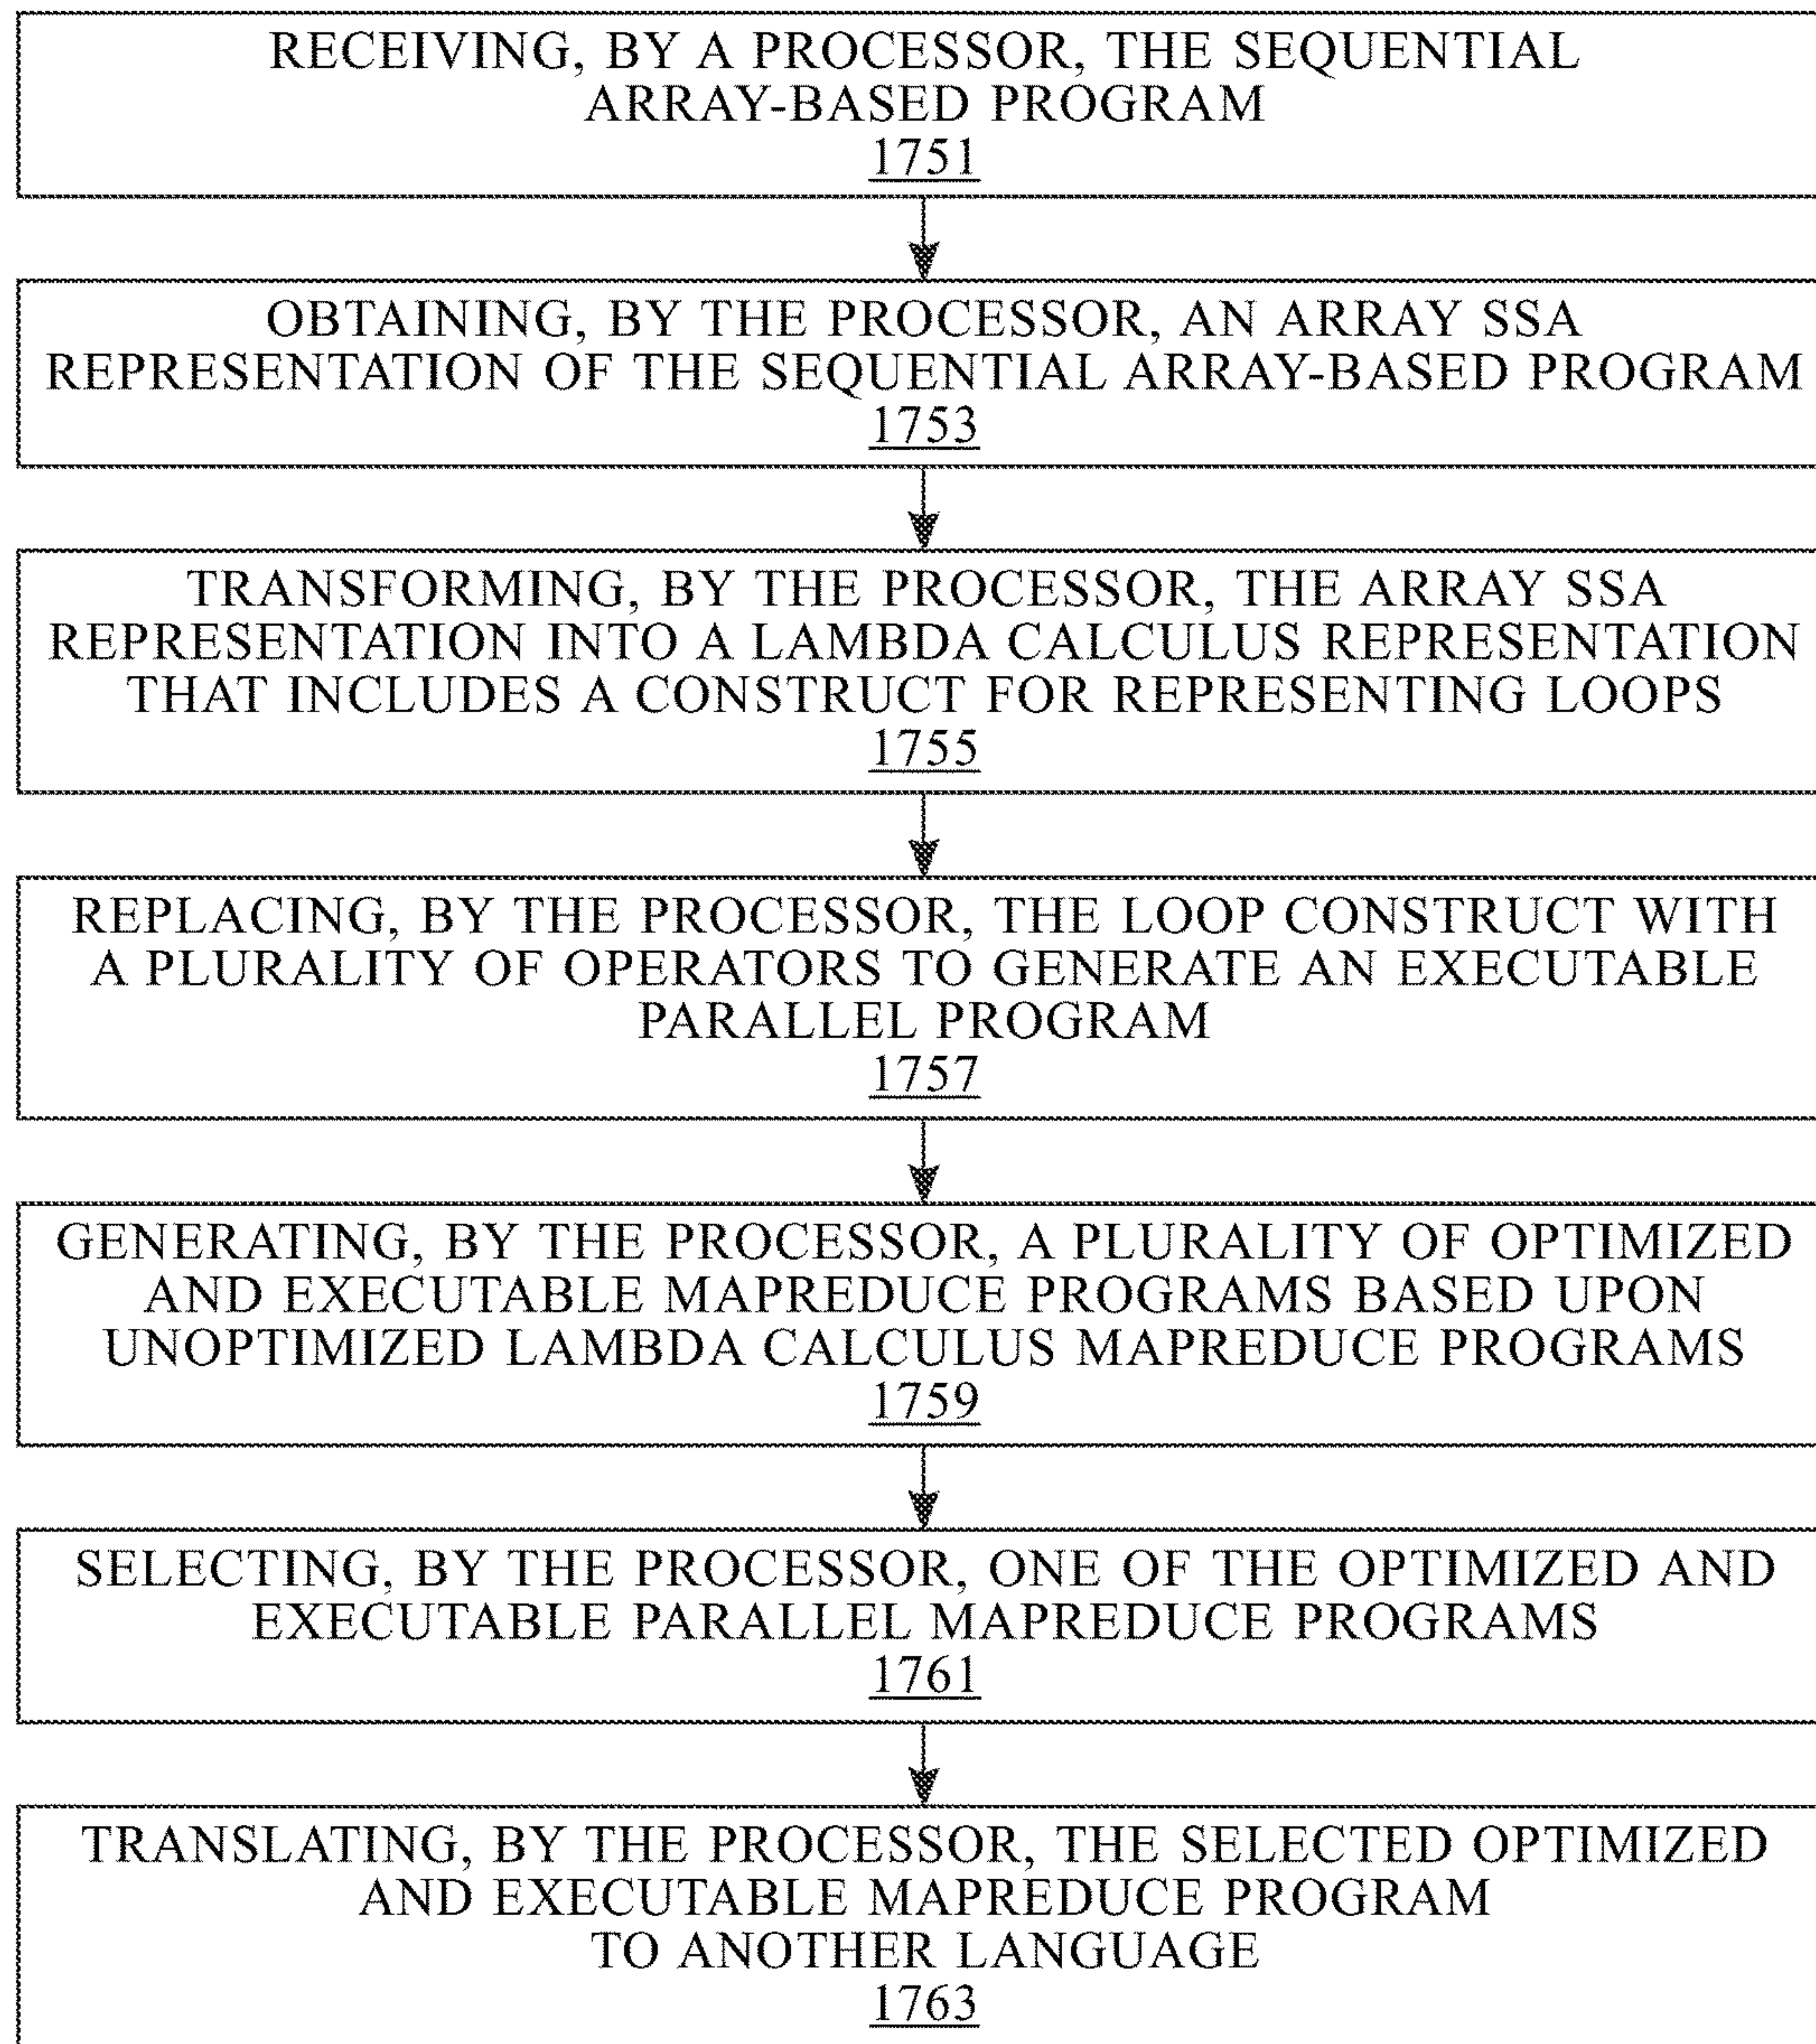 RECEIVING, BY A PROCESSOR, THE SEQUENTIAL
ARRAY-BASED PROGRAM
1751
OBTAINING, BY THE PROCESSOR, AN ARRAY SSA
REPRESENTATION OF THE SEQUENTIAL ARRAY-BASED PROGRAM
1753
TRANSFORMING, BY THE PROCESSOR, THE ARRAY SSA
REPRESENTATION INTO A LAMBDA CALCULUS REPRESENTATION
THAT INCLUDES A CONSTRUCT FOR REPRESENTING LOOPS
1755
REPLACING, BY THE PROCESSOR, THE LOOP CONSTRUCT WITH
A PLURALITY OF OPERATORS TO GENERATE AN EXECUTABLE
PARALLEL PROGRAM
1757
GENERATING, BY THE PROCESSOR, A PLURALITY OF OPTIMIZED
AND EXECUTABLE MAPREDUCE PROGRAMS BASED UPON
UNOPTIMIZED LAMBDA CALCULUS MAPREDUCE PROGRAMS
1759
SELECTING, BY THE PROCESSOR, ONE OF THE OPTIMIZED AND
EXECUTABLE PARALLEL MAPREDUCE PROGRAMS
1761
TRANSLATING, BY THE PROCESSOR, THE SELECTED OPTIMIZED
AND EXECUTABLE MAPREDUCE PROGRAM
TO ANOTHER LANGUAGE
1763